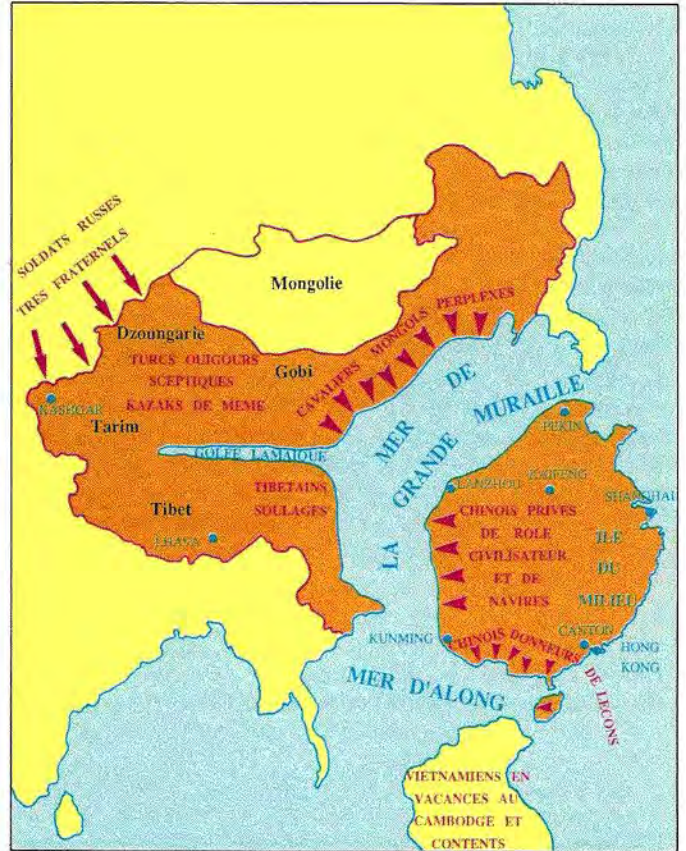 SOLDATS RUSSES
TRES FRATERNELS
Mongolie
Dzoungarie
TURCS OUIGOURS
SCEPTIQUES
KAZAKS DE MEME
Gobi
CAVALIERS MONGOLS PERPLEXES
KASHGAR
Tarim
GOLFE LAMAIQUE
Tibet
TIBETAINS
SOULAGES
LHASA
MER DE
LA GRANDE MURAILLE
PEKIN
LANZHOU
KAIFENG
SHANGHAI
CHINOIS PRIVES
DE ROLE
CIVILISATEUR
ET DE
NAVIRES
ILE
DU
MILIEU
KUNMING
CANTON
HONG
KONG
CHINOIS DONNEURS DE LECONS
MER D'ALONG
VIETNAMIENS EN
VACANCES AU
CAMBODGE ET
CONTENTS